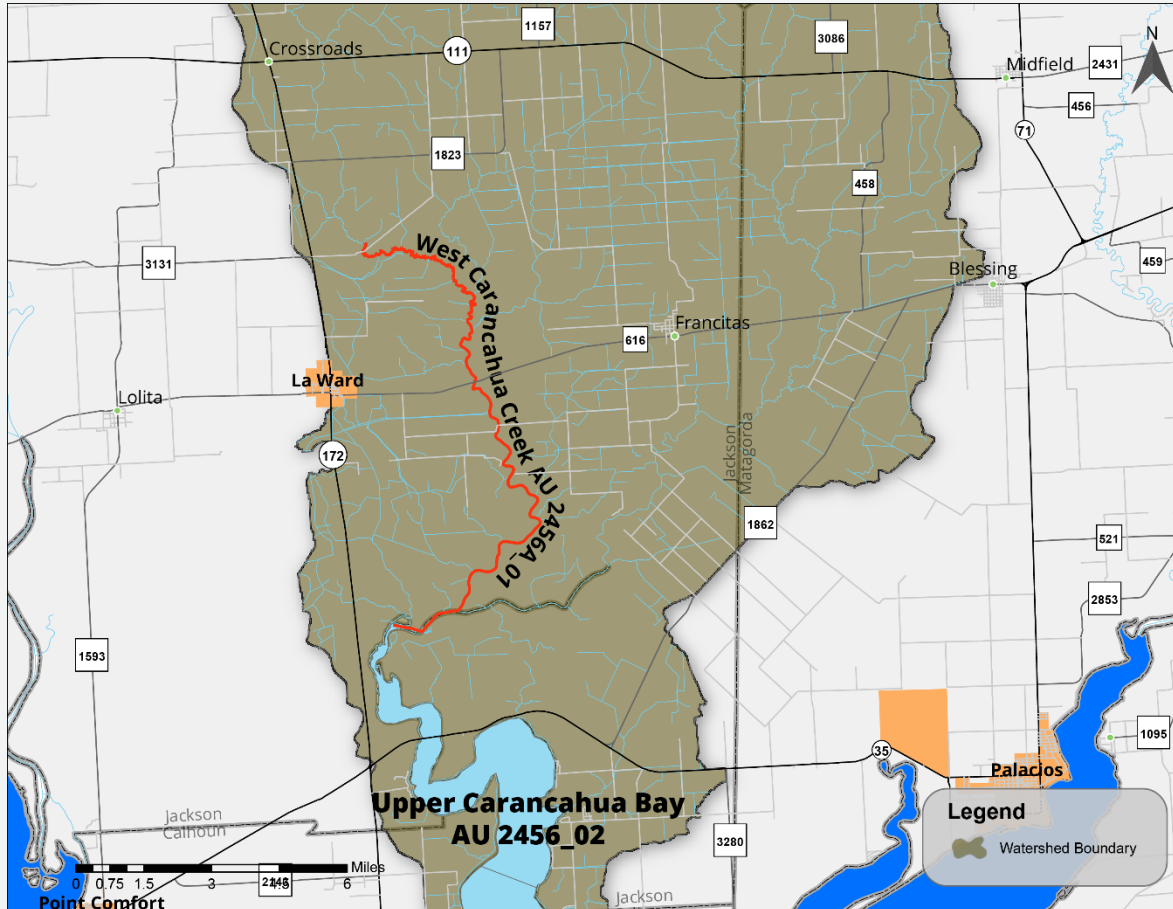 1157
3086
Crossroads
111
N
Midfield
2431
456
71
1823
458
West Carancahua Creek AU 2456A_01
3131
459
Blessing
616
Francitas
La Ward
Lolita
172
Jackson
Matagorda
1862
521
2853
1593
35
1095
Palacios
Upper Carancahua Bay
AU 2456_02
Legend
Watershed Boundary
Jackson
Calhoun
3280
Miles
0 0.75 1.5 3 4.5 6
Point Comfort
Jackson